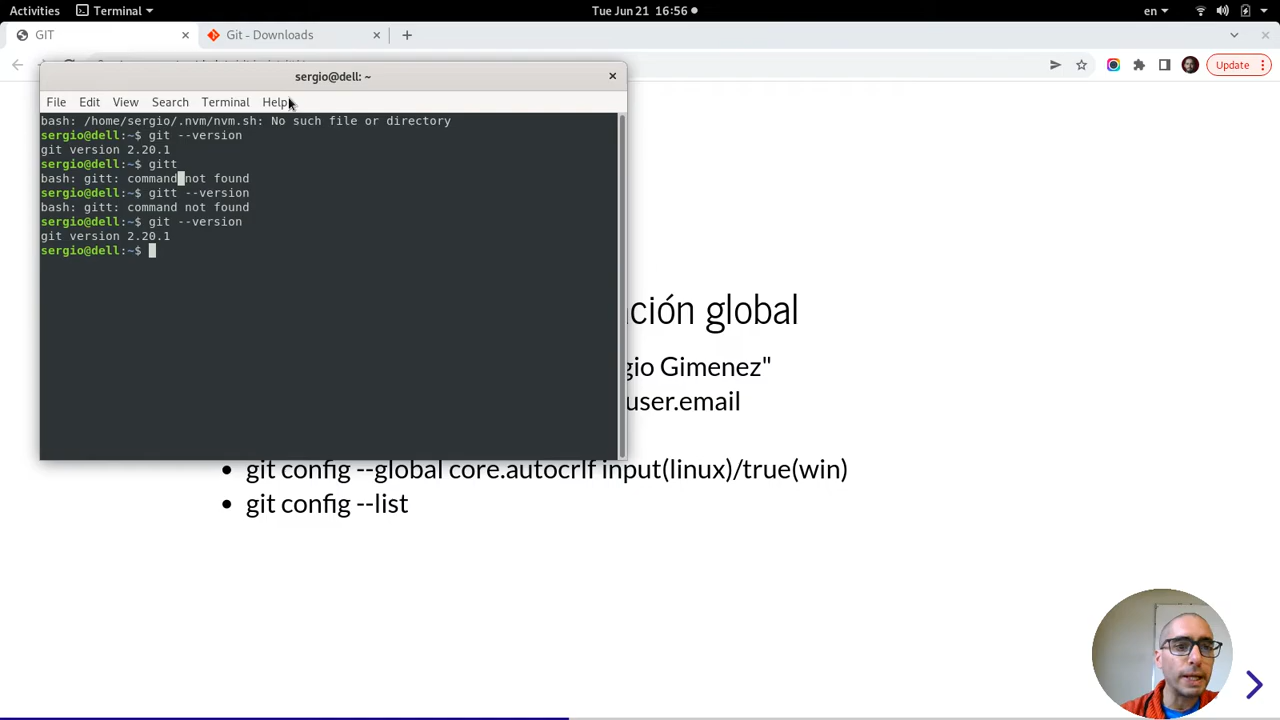 Activities Terminal Tue Jun 21 16:56 en
GIT Git - Downloads
Update
sergio@dell: ~
File Edit View Search Terminal Help
bash: /home/sergio/.nvm/nvm.sh: No such file or directory
sergio@dell:~$ git --version
git version 2.20.1
sergio@dell:~$ gitt
bash: gitt: command not found
sergio@dell:~$ gitt --version
bash: gitt: command not found
sergio@dell:~$ git --version
git version 2.20.1
sergio@dell:~$
ción global
gio Gimenez"
user.email
git config --global core.autocrlf input(linux)/true(win)
git config --list